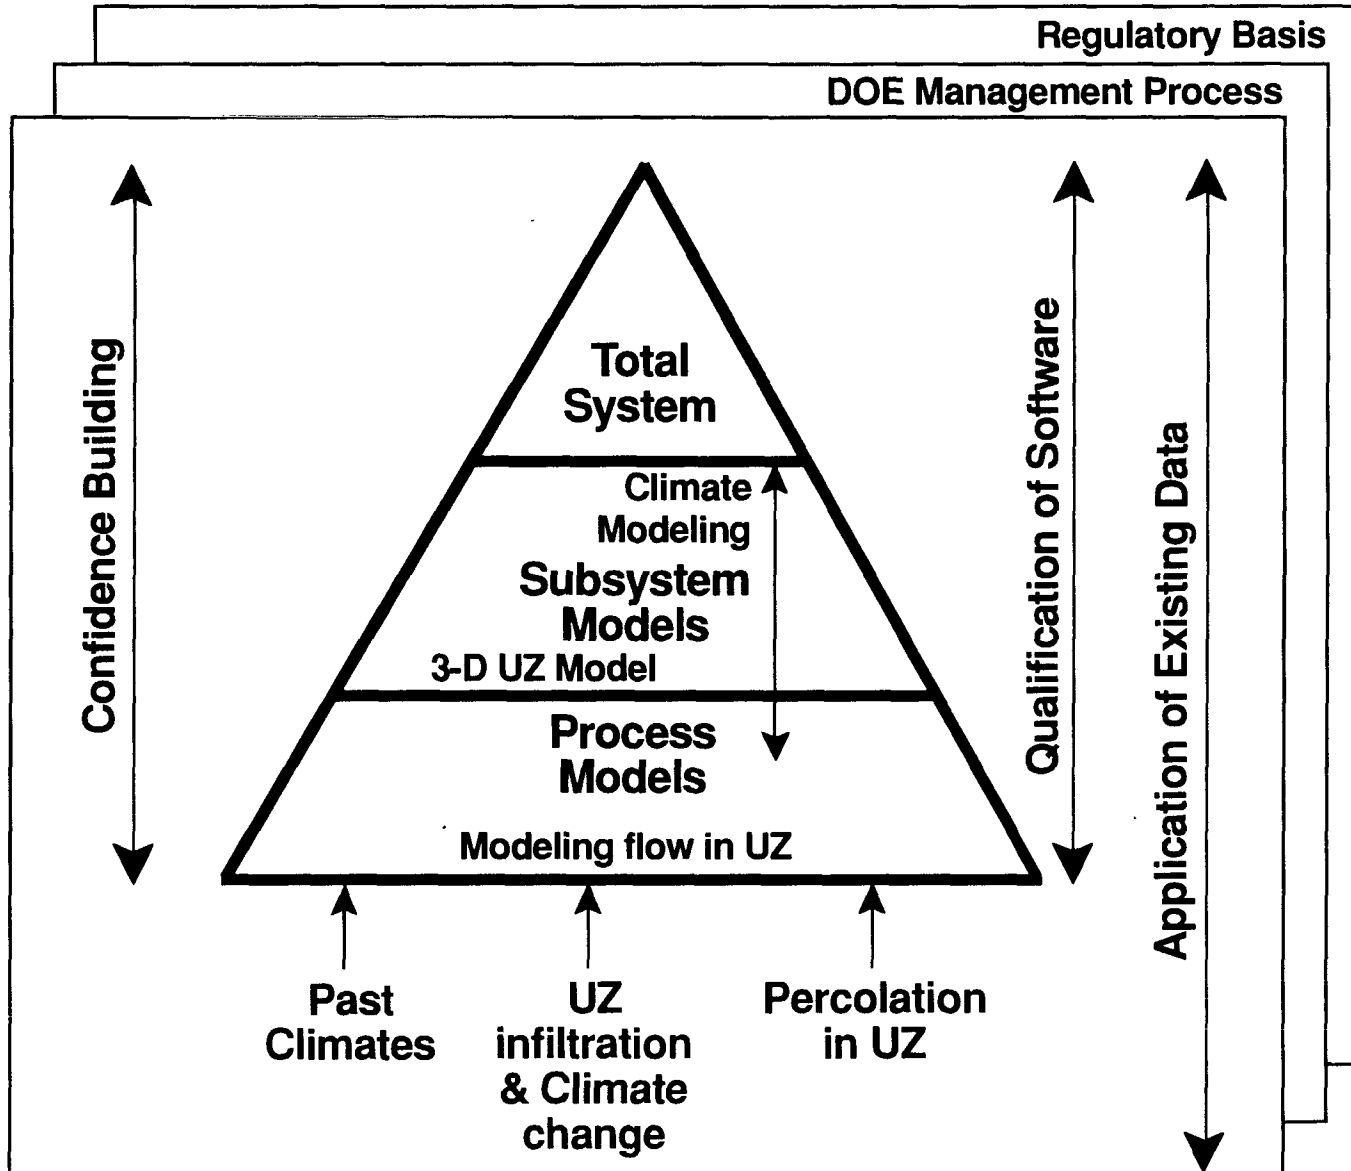 Regulatory Basis
DOE Management Process
Confidence Building
Total
System
Climate
Modeling
Subsystem
Models
3-D UZ Model
Process
Models
Modeling flow in UZ
Qualification of Software
Application of Existing Data
Past
Climates
UZ
infiltration
& Climate
change
Percolation
in UZ